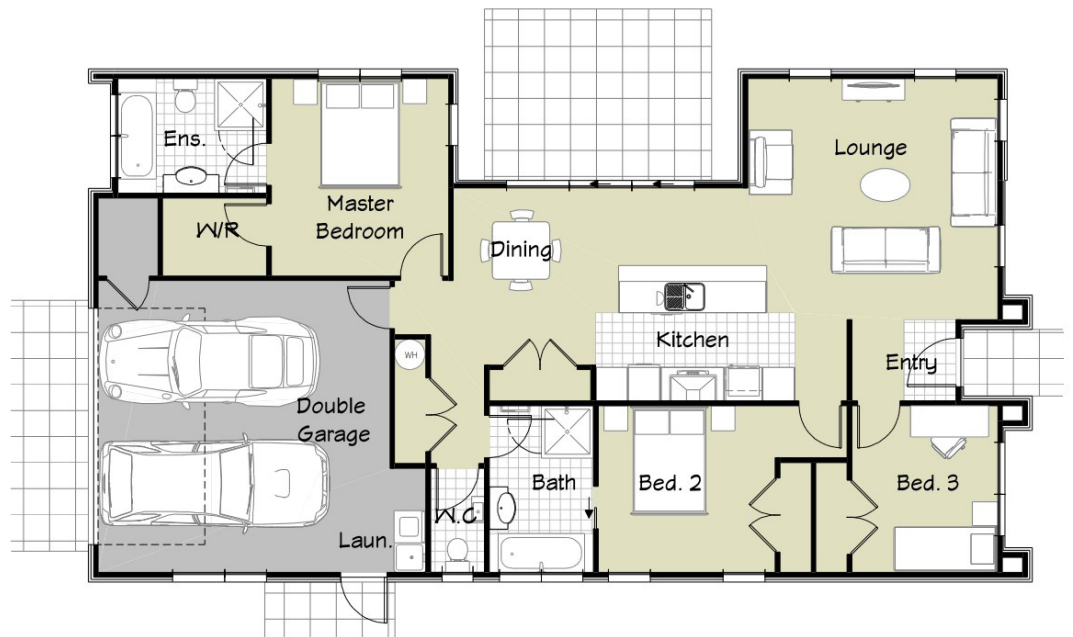 Ens.
Lounge
W/R
Master
Bedroom
Dining
Kitchen
WH
Entry
Double
Garage
Bath
Bed. 2
Bed. 3
W.C
Laun.